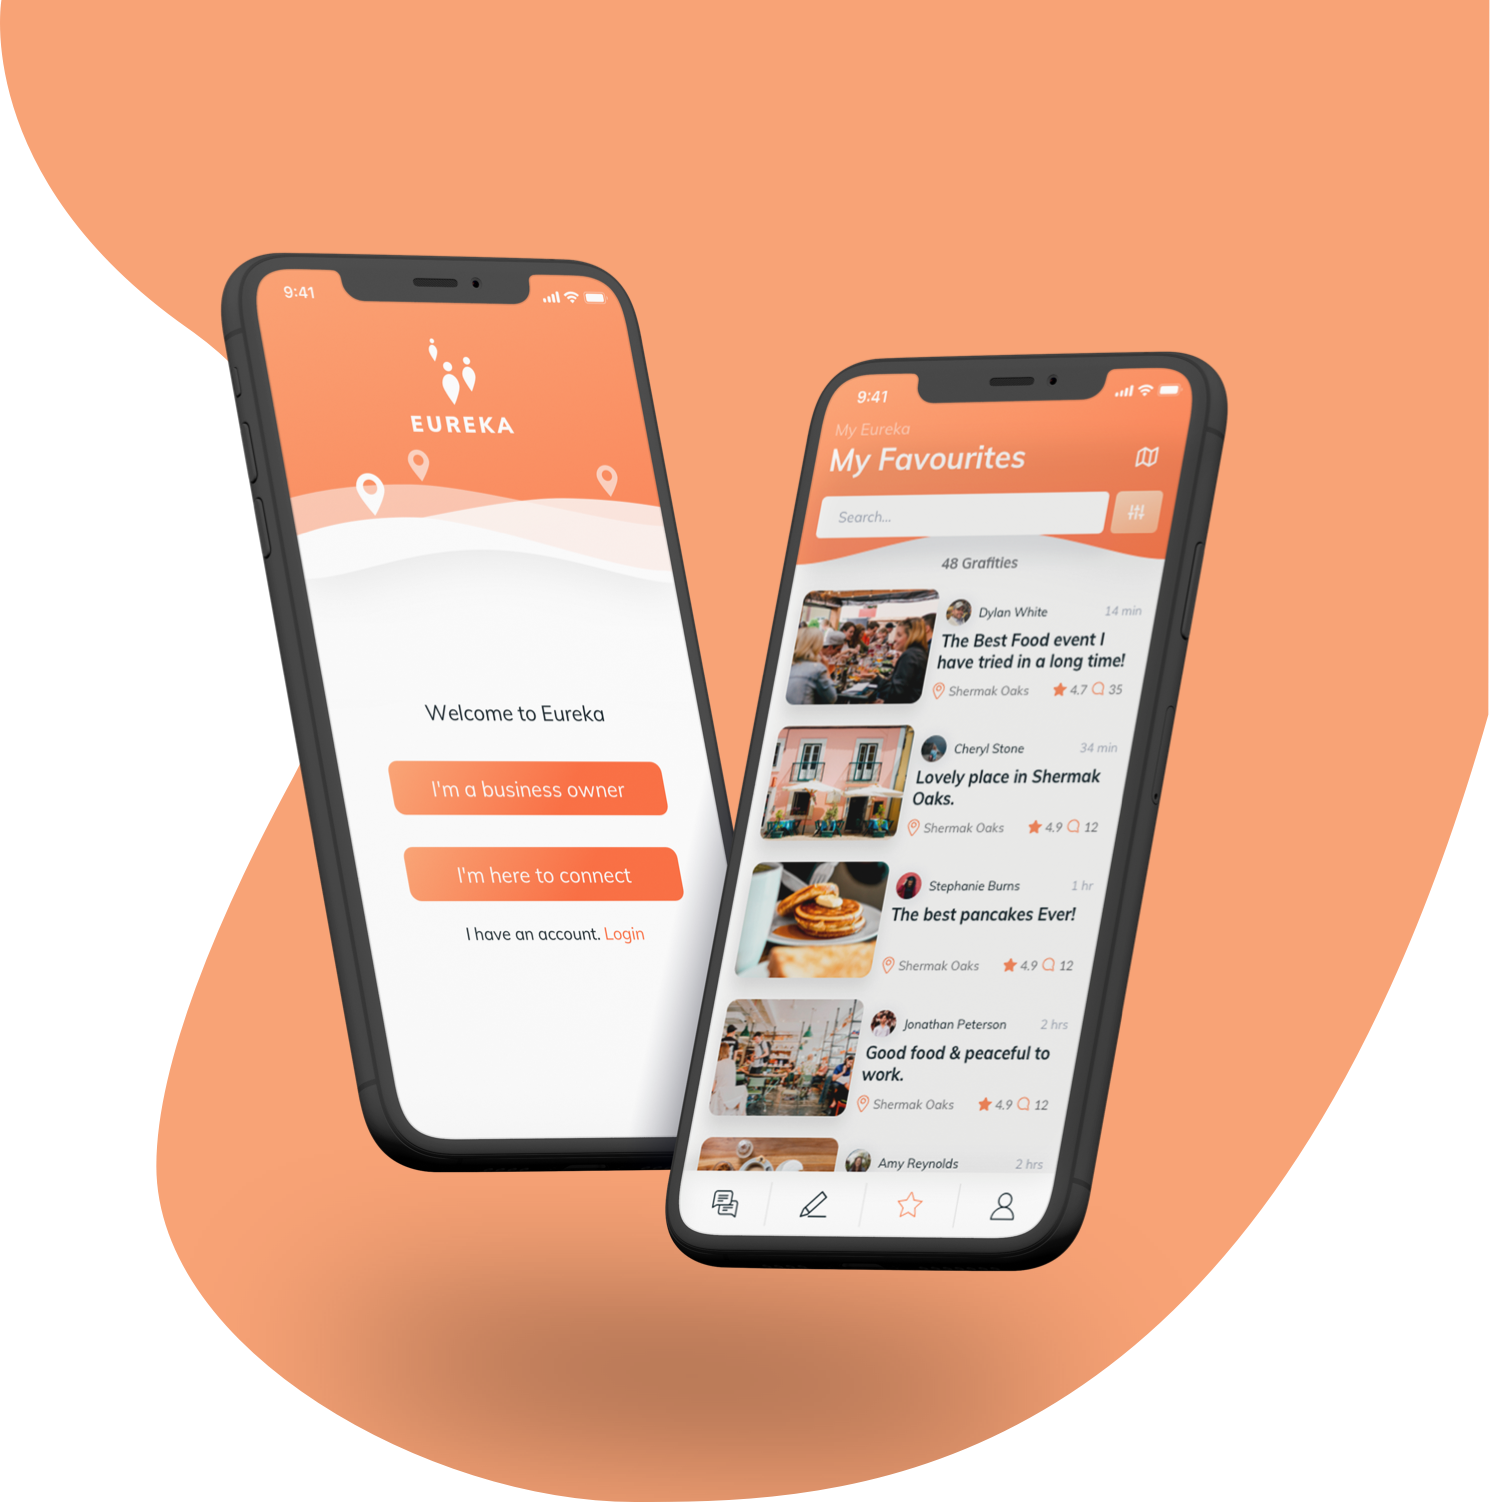 9:41
EUREKA
Welcome to Eureka
I'm a business owner
I'm here to connect
I have an account. Login
9:41
My Eureka
My Favourites
Search...
48 Grafities
Dylan White 14 min
The Best Food event I
have tried in a long time!
Shermak Oaks 4.7 35
Cheryl Stone 34 min
Lovely place in Shermak
Oaks.
Shermak Oaks 4.9 12
Stephanie Burns 1 hr
The best pancakes Ever!
Shermak Oaks 4.9 12
Jonathan Peterson 2 hrs
Good food & peaceful to
work.
Shermak Oaks 4.9 12
Amy Reynolds 2 hrs